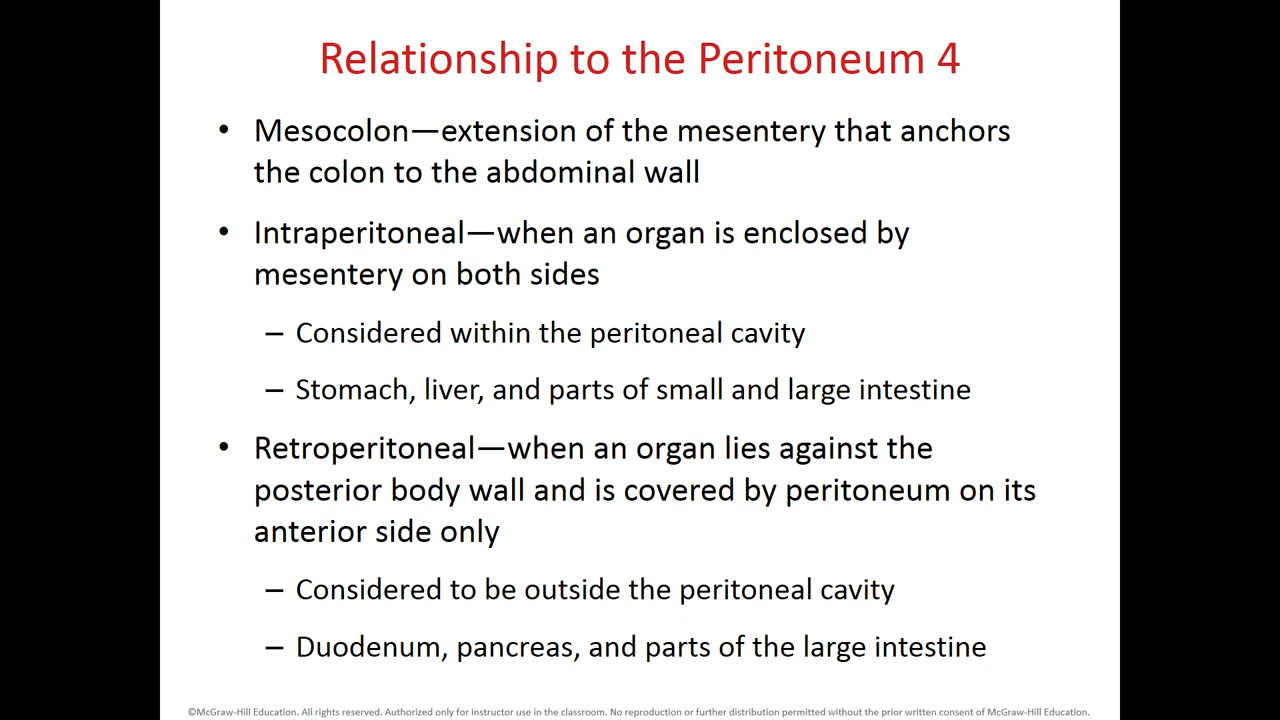 Relationship to the Peritoneum 4
• Mesocolon—extension of the mesentery that anchors
the colon to the abdominal wall
• Intraperitoneal—when an organ is enclosed by
mesentery on both sides
– Considered within the peritoneal cavity
– Stomach, liver, and parts of small and large intestine
• Retroperitoneal—when an organ lies against the
posterior body wall and is covered by peritoneum on its
anterior side only
– Considered to be outside the peritoneal cavity
– Duodenum, pancreas, and parts of the large intestine
©McGraw-Hill Education. All rights reserved. Authorized only for instructor use in the classroom. No reproduction or further distribution permitted without the prior written consent of McGraw-Hill Education.